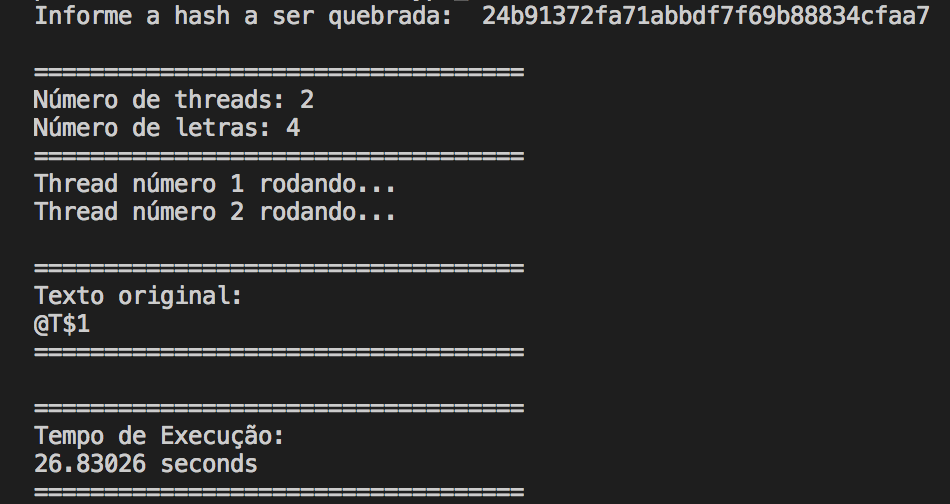 Informe a hash a ser quebrada:  24b91372fa71abbdf7f69b88834cfaa7
===================================
Número de threads: 2
Número de letras: 4
===================================
Thread número 1 rodando...
Thread número 2 rodando...
===================================
Texto original:
@T$1
===================================
===================================
Tempo de Execução:
26.83026 seconds
===================================